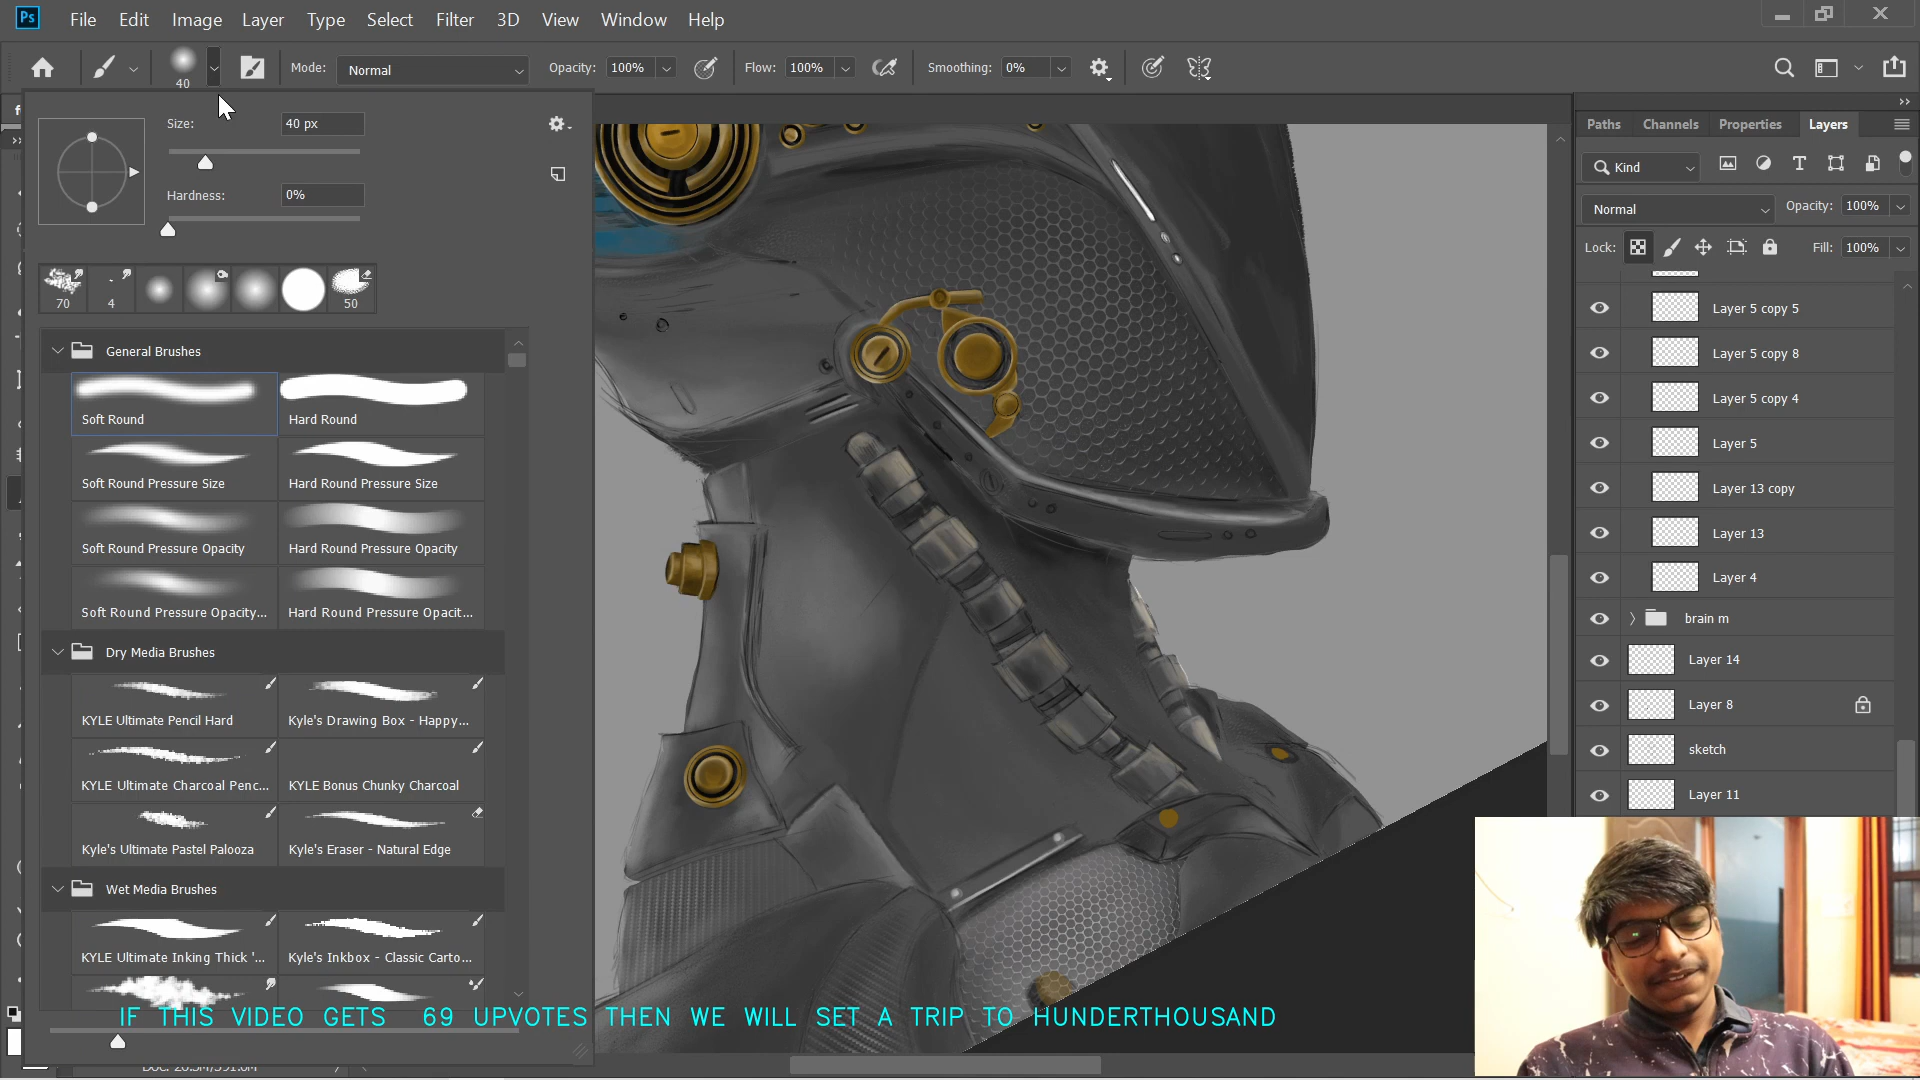 Ps
File Edit Image Layer Type Select Filter 3D View Window Help
40
Mode: Normal Opacity: 100% Flow: 100% Smoothing: 0%
Size: 40 px
Hardness: 0%
70 4 50
General Brushes
Soft Round Hard Round
Soft Round Pressure Size Hard Round Pressure Size
Soft Round Pressure Opacity Hard Round Pressure Opacity
Soft Round Pressure Opacity... Hard Round Pressure Opacit...
Dry Media Brushes
KYLE Ultimate Pencil Hard Kyle's Drawing Box - Happy...
KYLE Ultimate Charcoal Penc... KYLE Bonus Chunky Charcoal
Kyle's Ultimate Pastel Palooza Kyle's Eraser - Natural Edge
Wet Media Brushes
KYLE Ultimate Inking Thick '... Kyle's Inkbox - Classic Carto...
IF THIS VIDEO GETS 69 UPVOTES THEN WE WILL SET A TRIP TO HUNDERTHOUSAND
Paths Channels Properties Layers
Kind
Normal Opacity: 100%
Lock: Fill: 100%
Layer 5 copy 5
Layer 5 copy 8
Layer 5 copy 4
Layer 5
Layer 13 copy
Layer 13
Layer 4
brain m
Layer 14
Layer 8
sketch
Layer 11